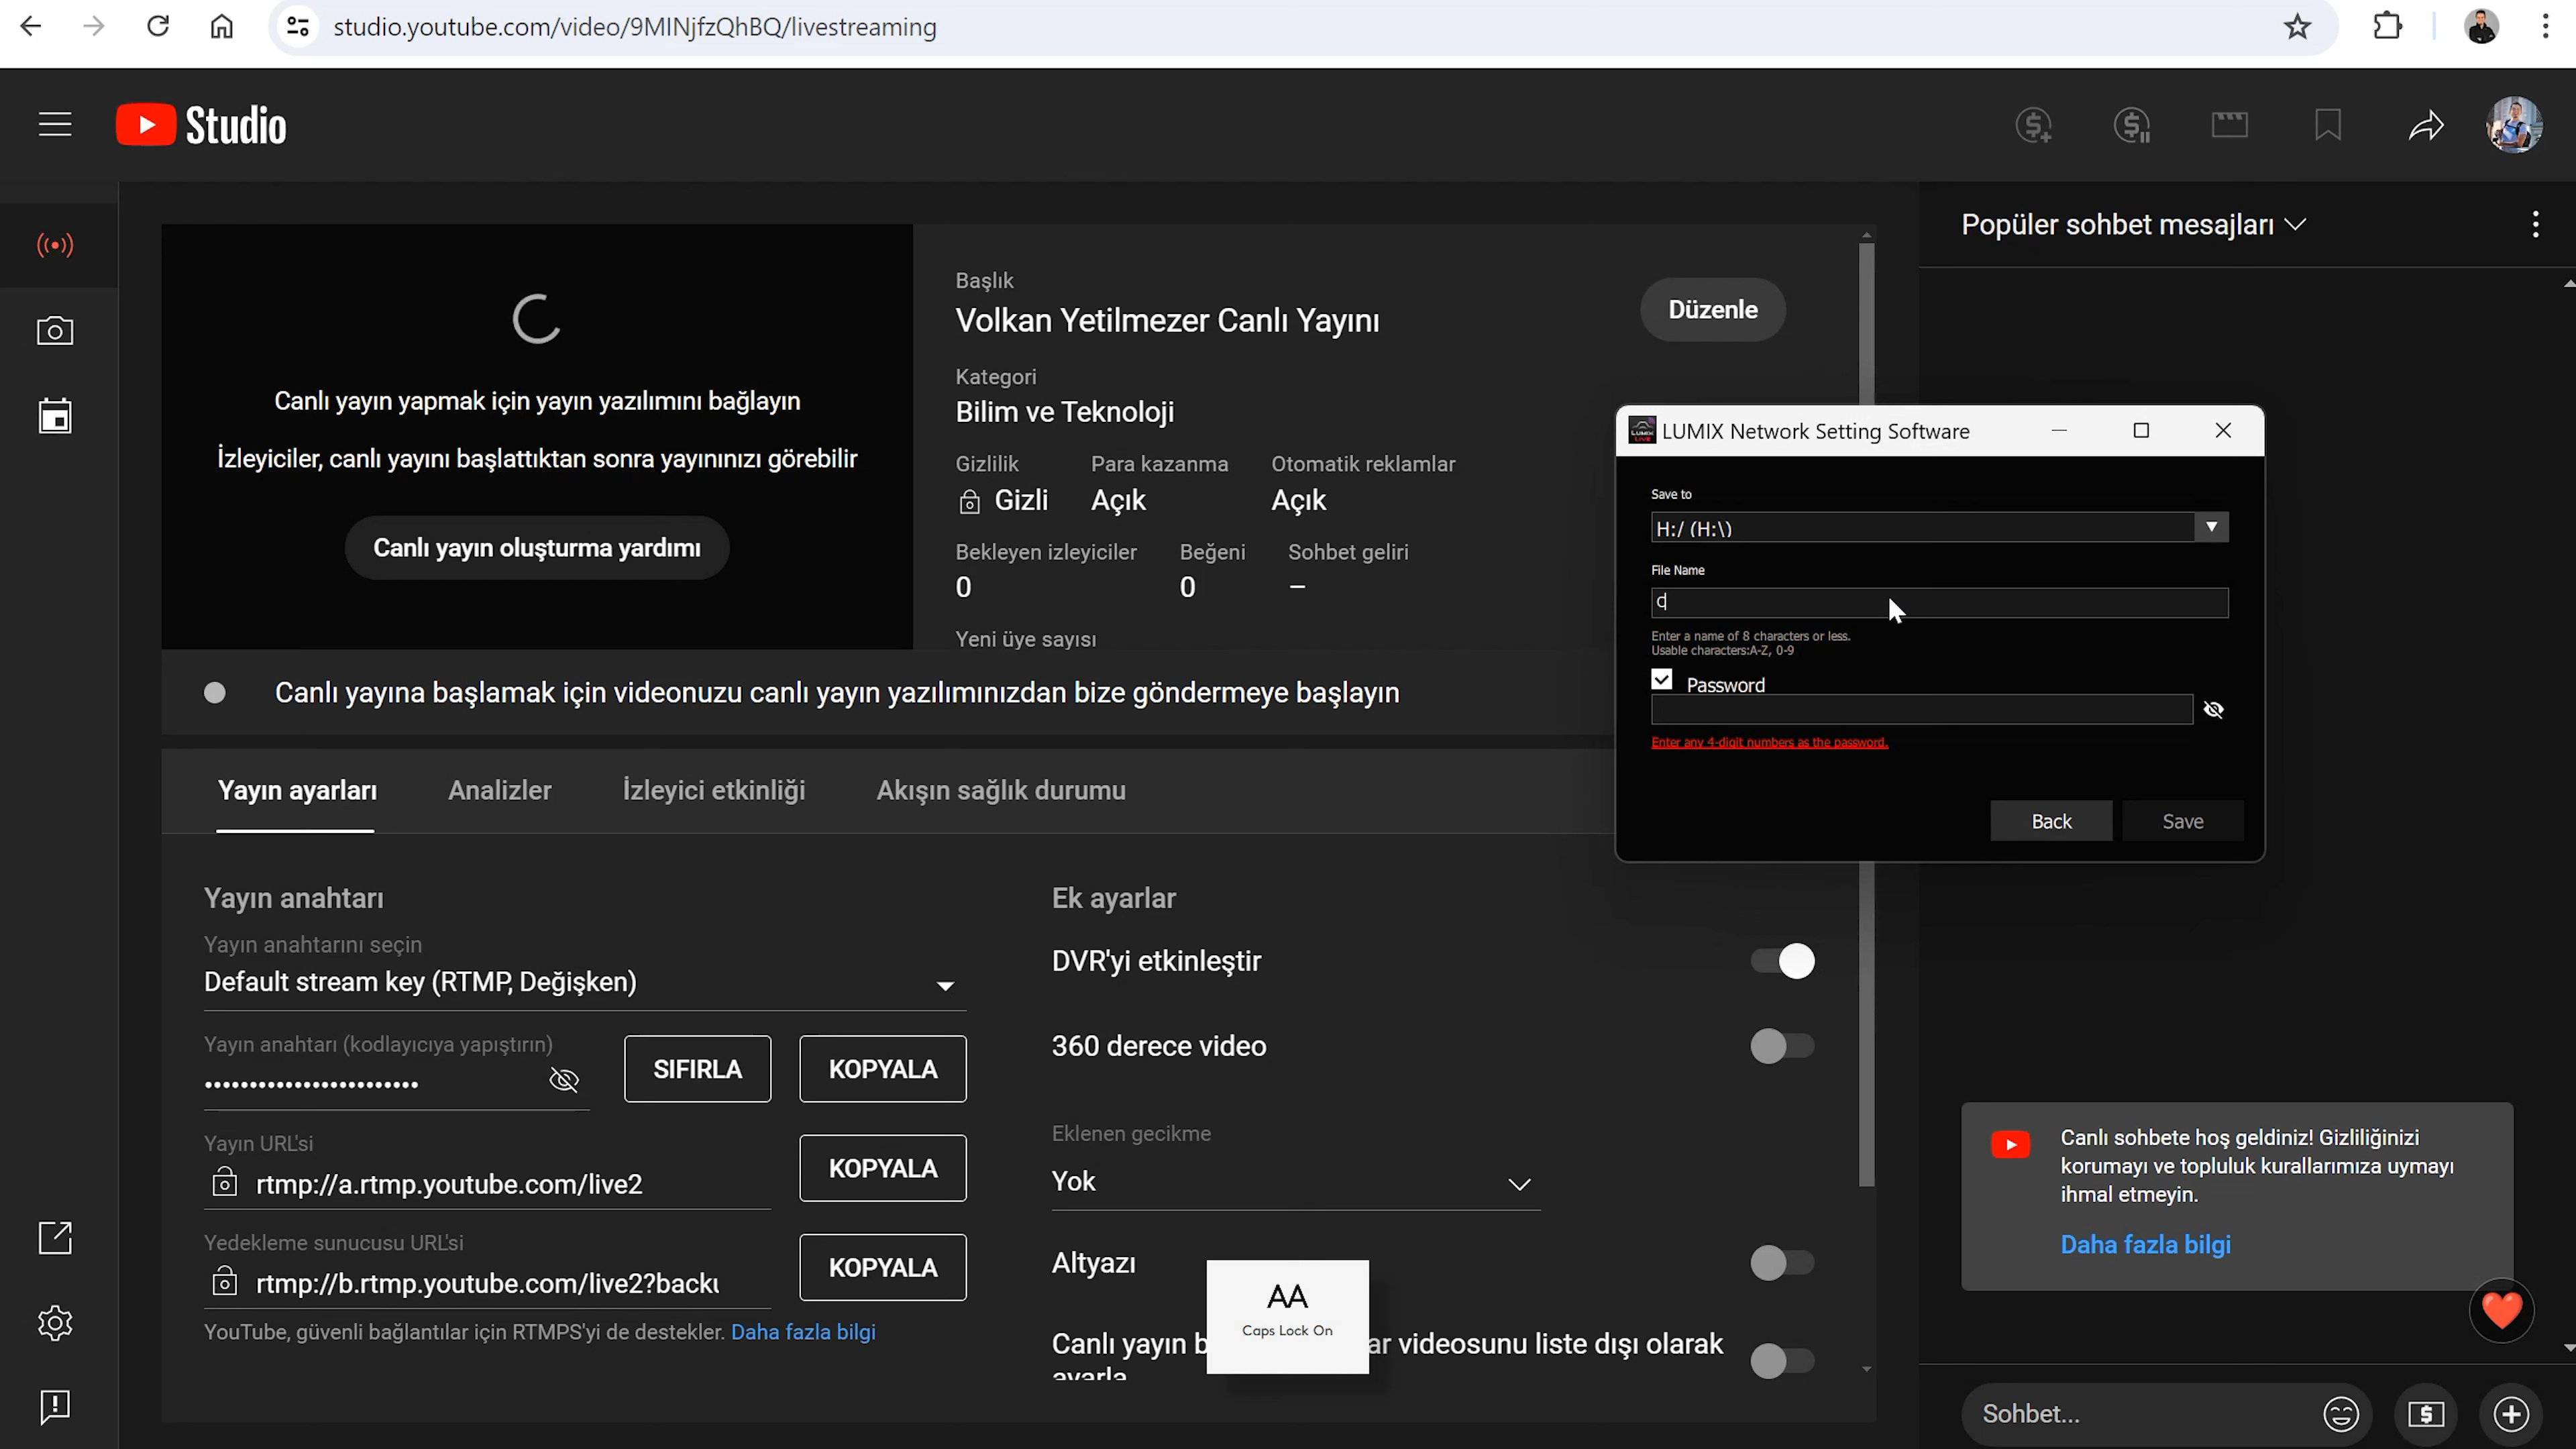 studio.youtube.com/video/9MINjfzQhBQ/livestreaming
Studio
Popüler sohbet mesajları
Canlı yayın yapmak için yayın yazılımını bağlayın
İzleyiciler, canlı yayını başlattıktan sonra yayınınızı görebilir
Canlı yayın oluşturma yardımı
Başlık
Volkan Yetilmezer Canlı Yayını
Düzenle
Kategori
Bilim ve Teknoloji
Gizlilik Para kazanma Otomatik reklamlar
Gizli Açık Açık
Bekleyen izleyiciler Beğeni Sohbet geliri
0 0 –
Yeni üye sayısı
Canlı yayına başlamak için videonuzu canlı yayın yazılımınızdan bize göndermeye başlayın
LUMIX Network Setting Software
Save to
H:/ (H:\)
File Name
d
Enter a name of 8 characters or less.
Usable characters:A-Z, 0-9
Password
Enter any 4-digit numbers as the password.
Back Save
Yayın ayarları Analizler İzleyici etkinliği Akışın sağlık durumu
Yayın anahtarı
Yayın anahtarını seçin
Default stream key (RTMP, Değişken)
Yayın anahtarı (kodlayıcıya yapıştırın)
••••••••••••••••••••••••
SIFIRLA KOPYALA
Yayın URL'si
rtmp://a.rtmp.youtube.com/live2
KOPYALA
Yedekleme sunucusu URL'si
rtmp://b.rtmp.youtube.com/live2?backu
KOPYALA
YouTube, güvenli bağlantılar için RTMPS'yi de destekler. Daha fazla bilgi
Ek ayarlar
DVR'yi etkinleştir
360 derece video
Eklenen gecikme
Yok
Altyazı
Canlı yayın b ar videosunu liste dışı olarak
ayarla
AA
Caps Lock On
Canlı sohbete hoş geldiniz! Gizliliğinizi
korumayı ve topluluk kurallarımıza uymayı
ihmal etmeyin.
Daha fazla bilgi
Sohbet...